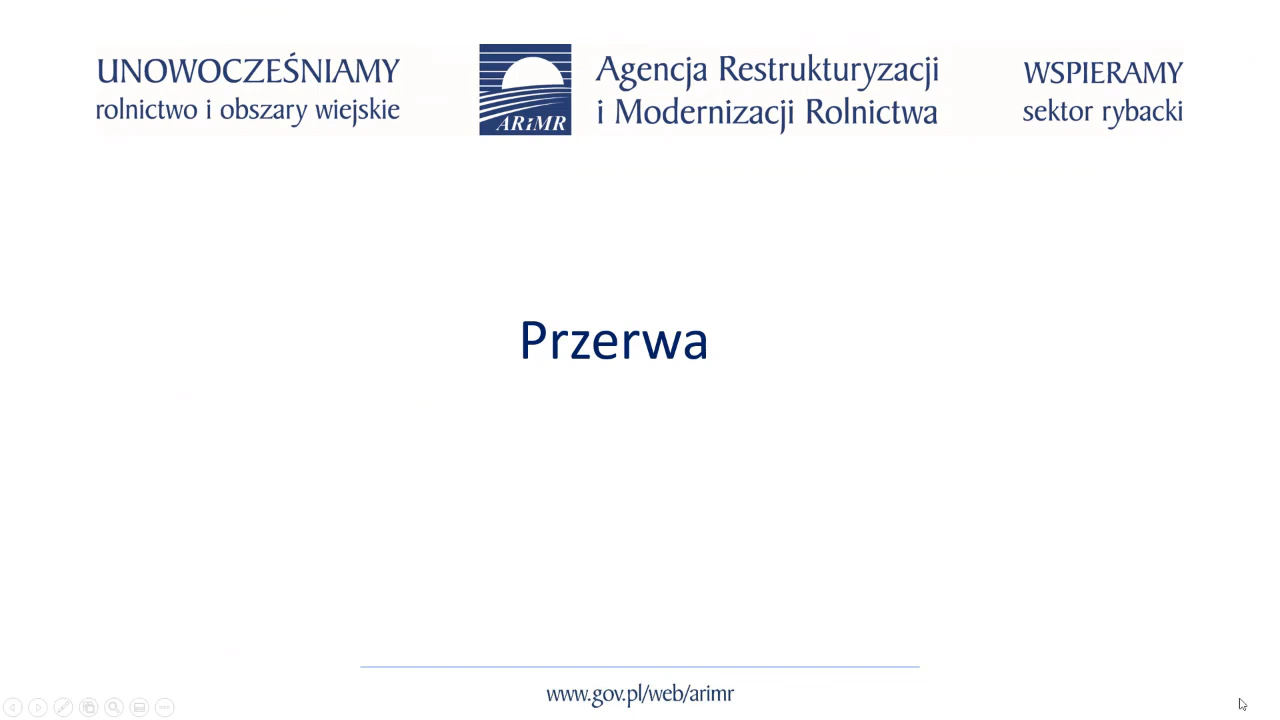 UNOWOCZEŚNIAMY
rolnictwo i obszary wiejskie
ARiMR
Agencja Restrukturyzacji
i Modernizacji Rolnictwa
WSPIERAMY
sektor rybacki
Przerwa
www.gov.pl/web/arimr